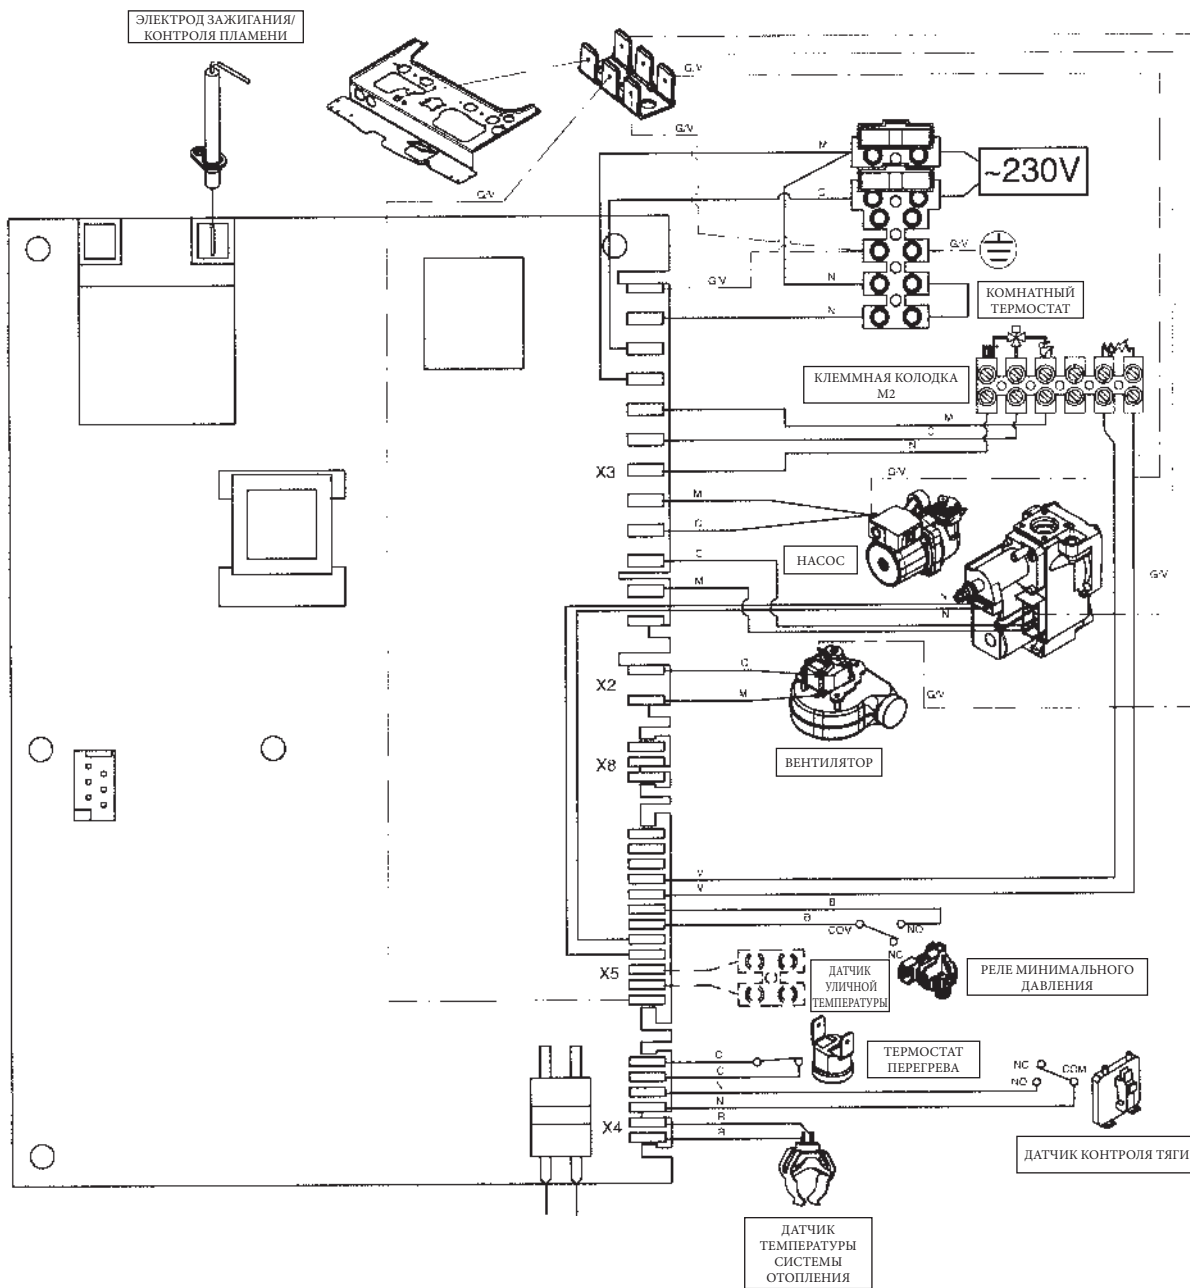 ЭЛЕКТРОД ЗАЖИГАНИЯ/
КОНТРОЛЯ ПЛАМЕНИ
G/V
G/V
G/V
M
~230V
G/V
G/V
N
N
КОМНАТНЫЙ
ТЕРМОСТАТ
КЛЕММНАЯ КОЛОДКА
М2
M
N
X3
G/V
M
НАСОС
M
G/V
N
X2
M
G/V
ВЕНТИЛЯТОР
X8
V
V
B
B
COM
NO
NC
X5
ДАТЧИК
УЛИЧНОЙ
ТЕМПЕРАТУРЫ
РЕЛЕ МИНИМАЛЬНОГО
ДАВЛЕНИЯ
ТЕРМОСТАТ
ПЕРЕГРЕВА
NC
COM
NO
N
X4
ДАТЧИК КОНТРОЛЯ ТЯГИ
ДАТЧИК
ТЕМПЕРАТУРЫ
СИСТЕМЫ
ОТОПЛЕНИЯ